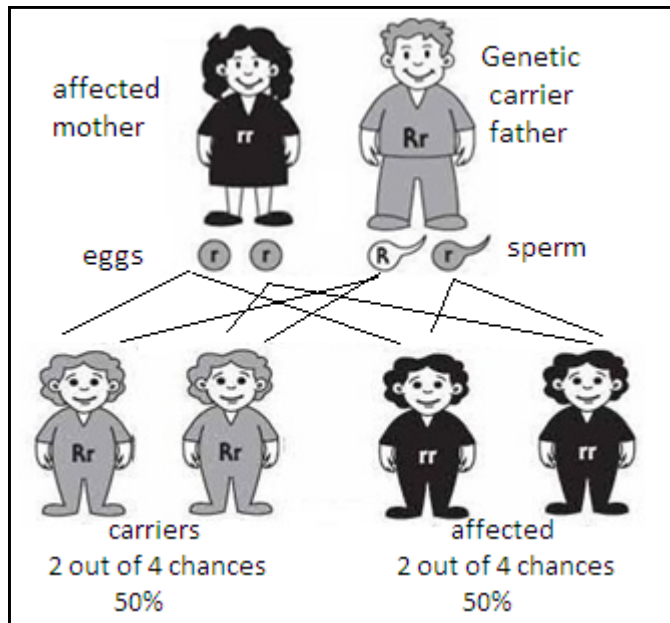 affected
mother
Genetic
carrier
father
rr
Rr
eggs
r r
R r
sperm
Rr
Rr
rr
rr
carriers
2 out of 4 chances
50%
affected
2 out of 4 chances
50%